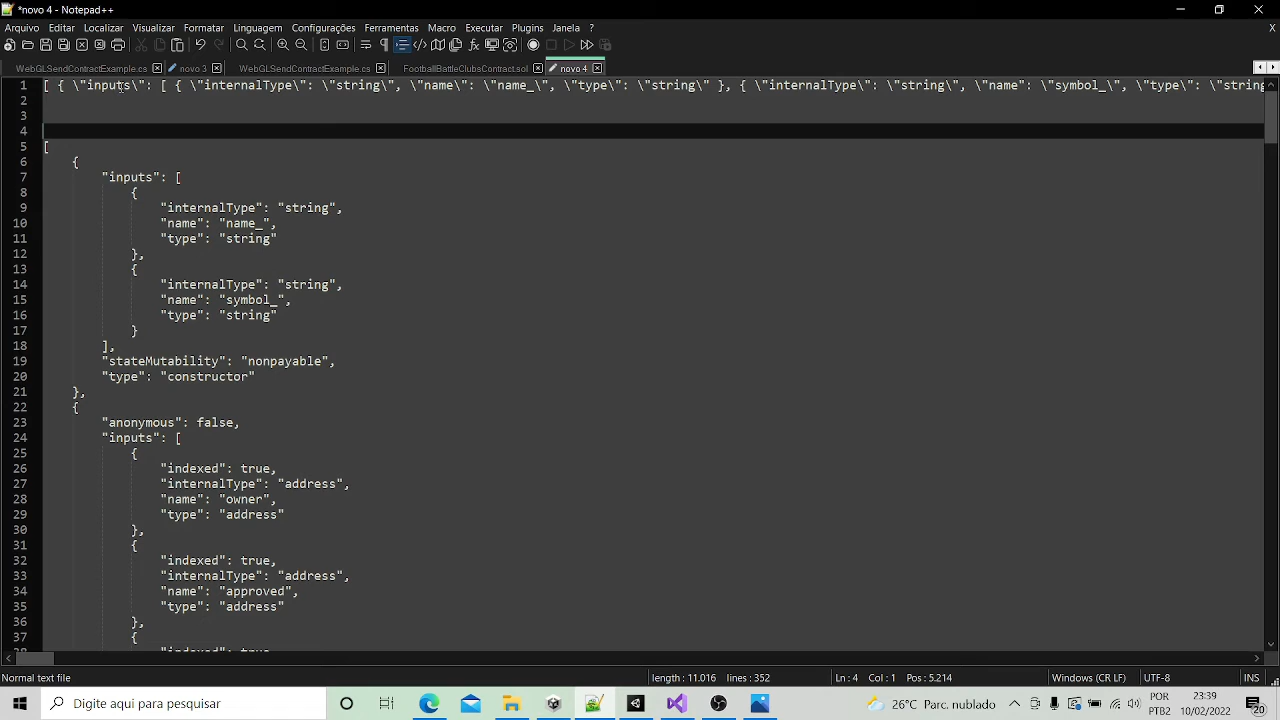 *novo 4 - Notepad++
Arquivo Editar Localizar Visualizar Formatar Linguagem Configurações Ferramentas Macro Executar Plugins Janela ?
X
WebGLSendContractExample.cs novo 3 WebGLSendContractExample.cs FootballBattleClubsContract.sol novo 4
1 [ { \"inputs\": [ { \"internalType\": \"string\", \"name\": \"name_\", \"type\": \"string\" }, { \"internalType\": \"string\", \"name\": \"symbol_\", \"type\": \"string
2
3
4
5 [
6 {
7 "inputs": [
8 {
9 "internalType": "string",
10 "name": "name_",
11 "type": "string"
12 },
13 {
14 "internalType": "string",
15 "name": "symbol_",
16 "type": "string"
17 }
18 ],
19 "stateMutability": "nonpayable",
20 "type": "constructor"
21 },
22 {
23 "anonymous": false,
24 "inputs": [
25 {
26 "indexed": true,
27 "internalType": "address",
28 "name": "owner",
29 "type": "address"
30 },
31 {
32 "indexed": true,
33 "internalType": "address",
34 "name": "approved",
35 "type": "address"
36 },
37 {
38 "indexed": true
Normal text file length : 11.016 lines : 352 Ln : 4 Col : 1 Pos : 5.214 Windows (CR LF) UTF-8 INS
Digite aqui para pesquisar 26°C Parc. nublado POR PTB2 23:39 10/02/2022 20